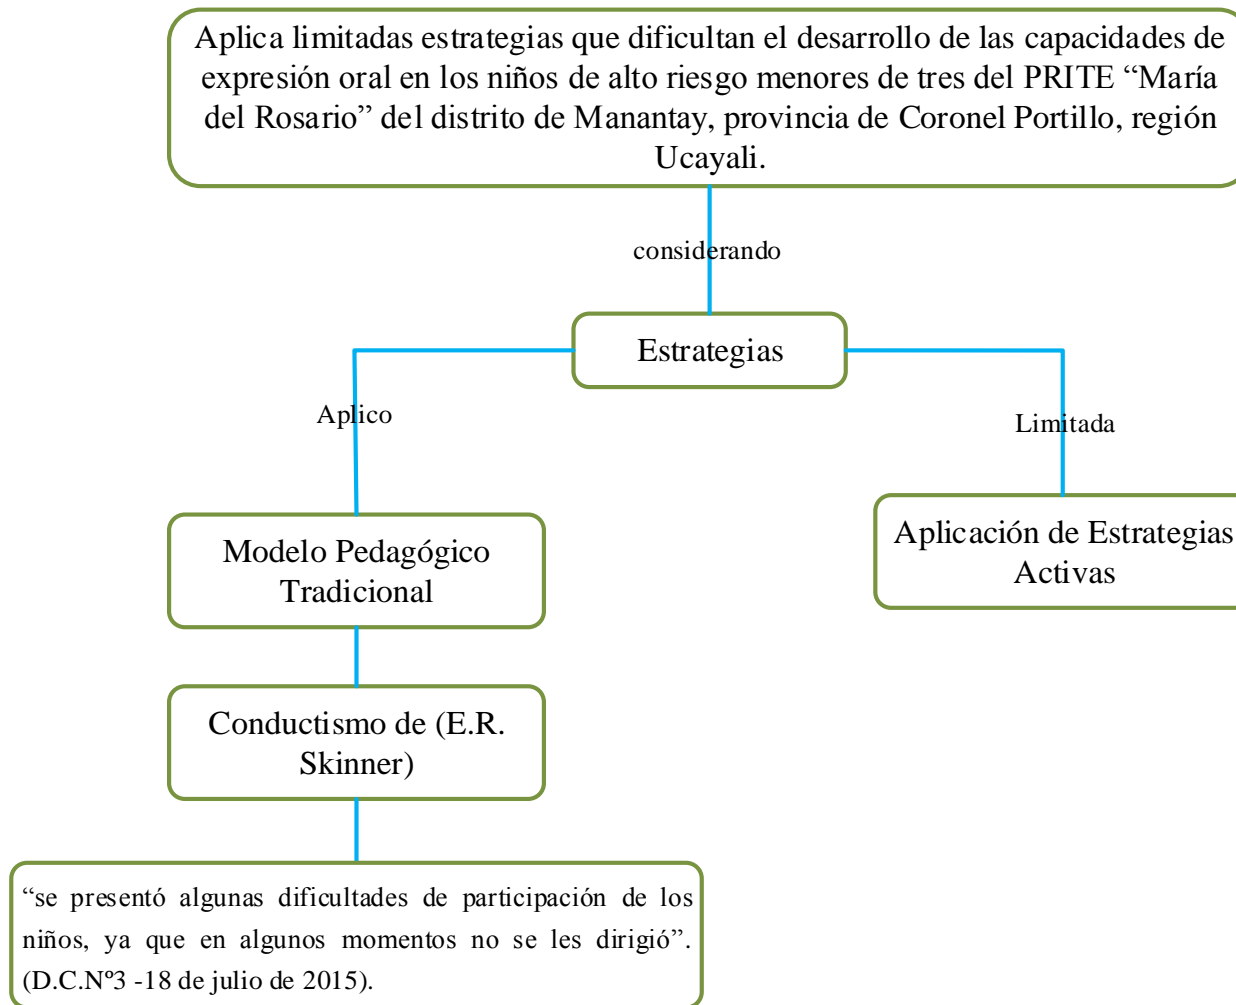 Aplica limitadas estrategias que dificultan el desarrollo de las capacidades de
expresión oral en los niños de alto riesgo menores de tres del PRITE “María
del Rosario” del distrito de Manantay, provincia de Coronel Portillo, región
Ucayali.
considerando
Estrategias
Aplico
Limitada
Modelo Pedagógico
Tradicional
Aplicación de Estrategias
Activas
Conductismo de (E.R.
Skinner)
“se presentó algunas dificultades de participación de los
niños, ya que en algunos momentos no se les dirigió”.
(D.C.Nº3 -18 de julio de 2015).